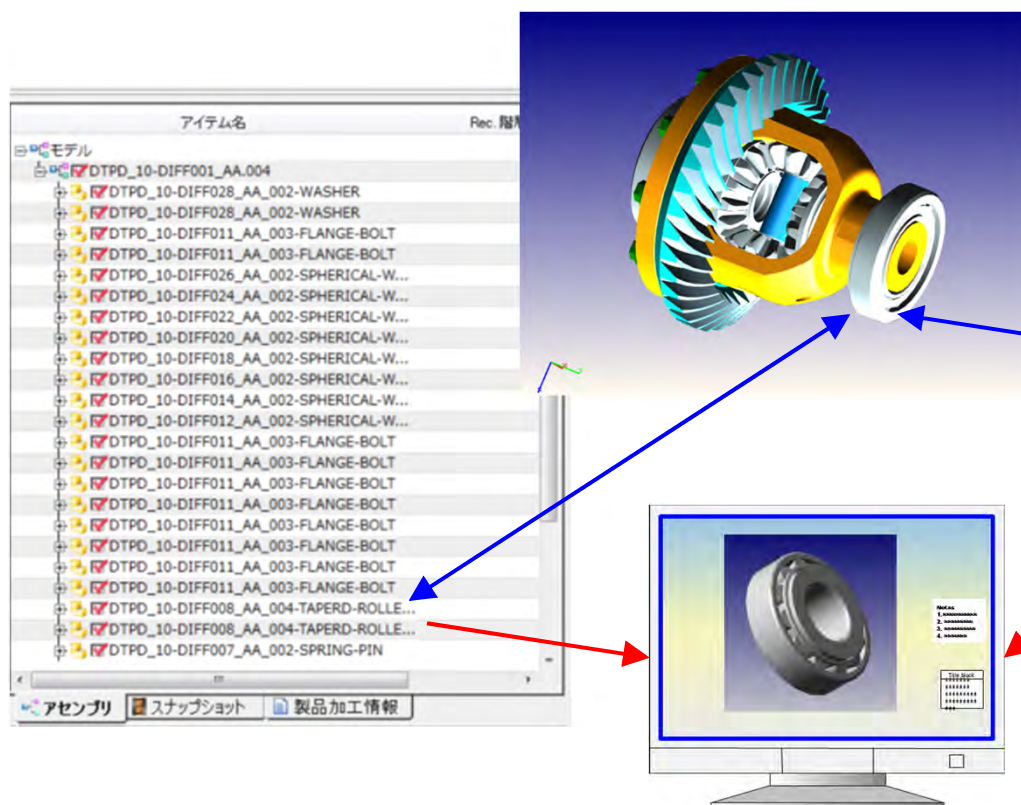 アイテム名 Rec. 階
モデル
DTPD_10-DIFF001_AA.004
DTPD_10-DIFF028_AA_002-WASHER
DTPD_10-DIFF028_AA_002-WASHER
DTPD_10-DIFF011_AA_003-FLANGE-BOLT
DTPD_10-DIFF011_AA_003-FLANGE-BOLT
DTPD_10-DIFF026_AA_002-SPHERICAL-W...
DTPD_10-DIFF024_AA_002-SPHERICAL-W...
DTPD_10-DIFF022_AA_002-SPHERICAL-W...
DTPD_10-DIFF020_AA_002-SPHERICAL-W...
DTPD_10-DIFF018_AA_002-SPHERICAL-W...
DTPD_10-DIFF016_AA_002-SPHERICAL-W...
DTPD_10-DIFF014_AA_002-SPHERICAL-W...
DTPD_10-DIFF012_AA_002-SPHERICAL-W...
DTPD_10-DIFF011_AA_003-FLANGE-BOLT
DTPD_10-DIFF011_AA_003-FLANGE-BOLT
DTPD_10-DIFF011_AA_003-FLANGE-BOLT
DTPD_10-DIFF011_AA_003-FLANGE-BOLT
DTPD_10-DIFF011_AA_003-FLANGE-BOLT
DTPD_10-DIFF011_AA_003-FLANGE-BOLT
DTPD_10-DIFF011_AA_003-FLANGE-BOLT
DTPD_10-DIFF011_AA_003-FLANGE-BOLT
DTPD_10-DIFF008_AA_004-TAPERD-ROLLE...
DTPD_10-DIFF008_AA_004-TAPERD-ROLLE...
DTPD_10-DIFF007_AA_002-SPRING-PIN
アセンブリ スナップショット 製品加工情報
Notes
1.
2.
3.
4.
Title block